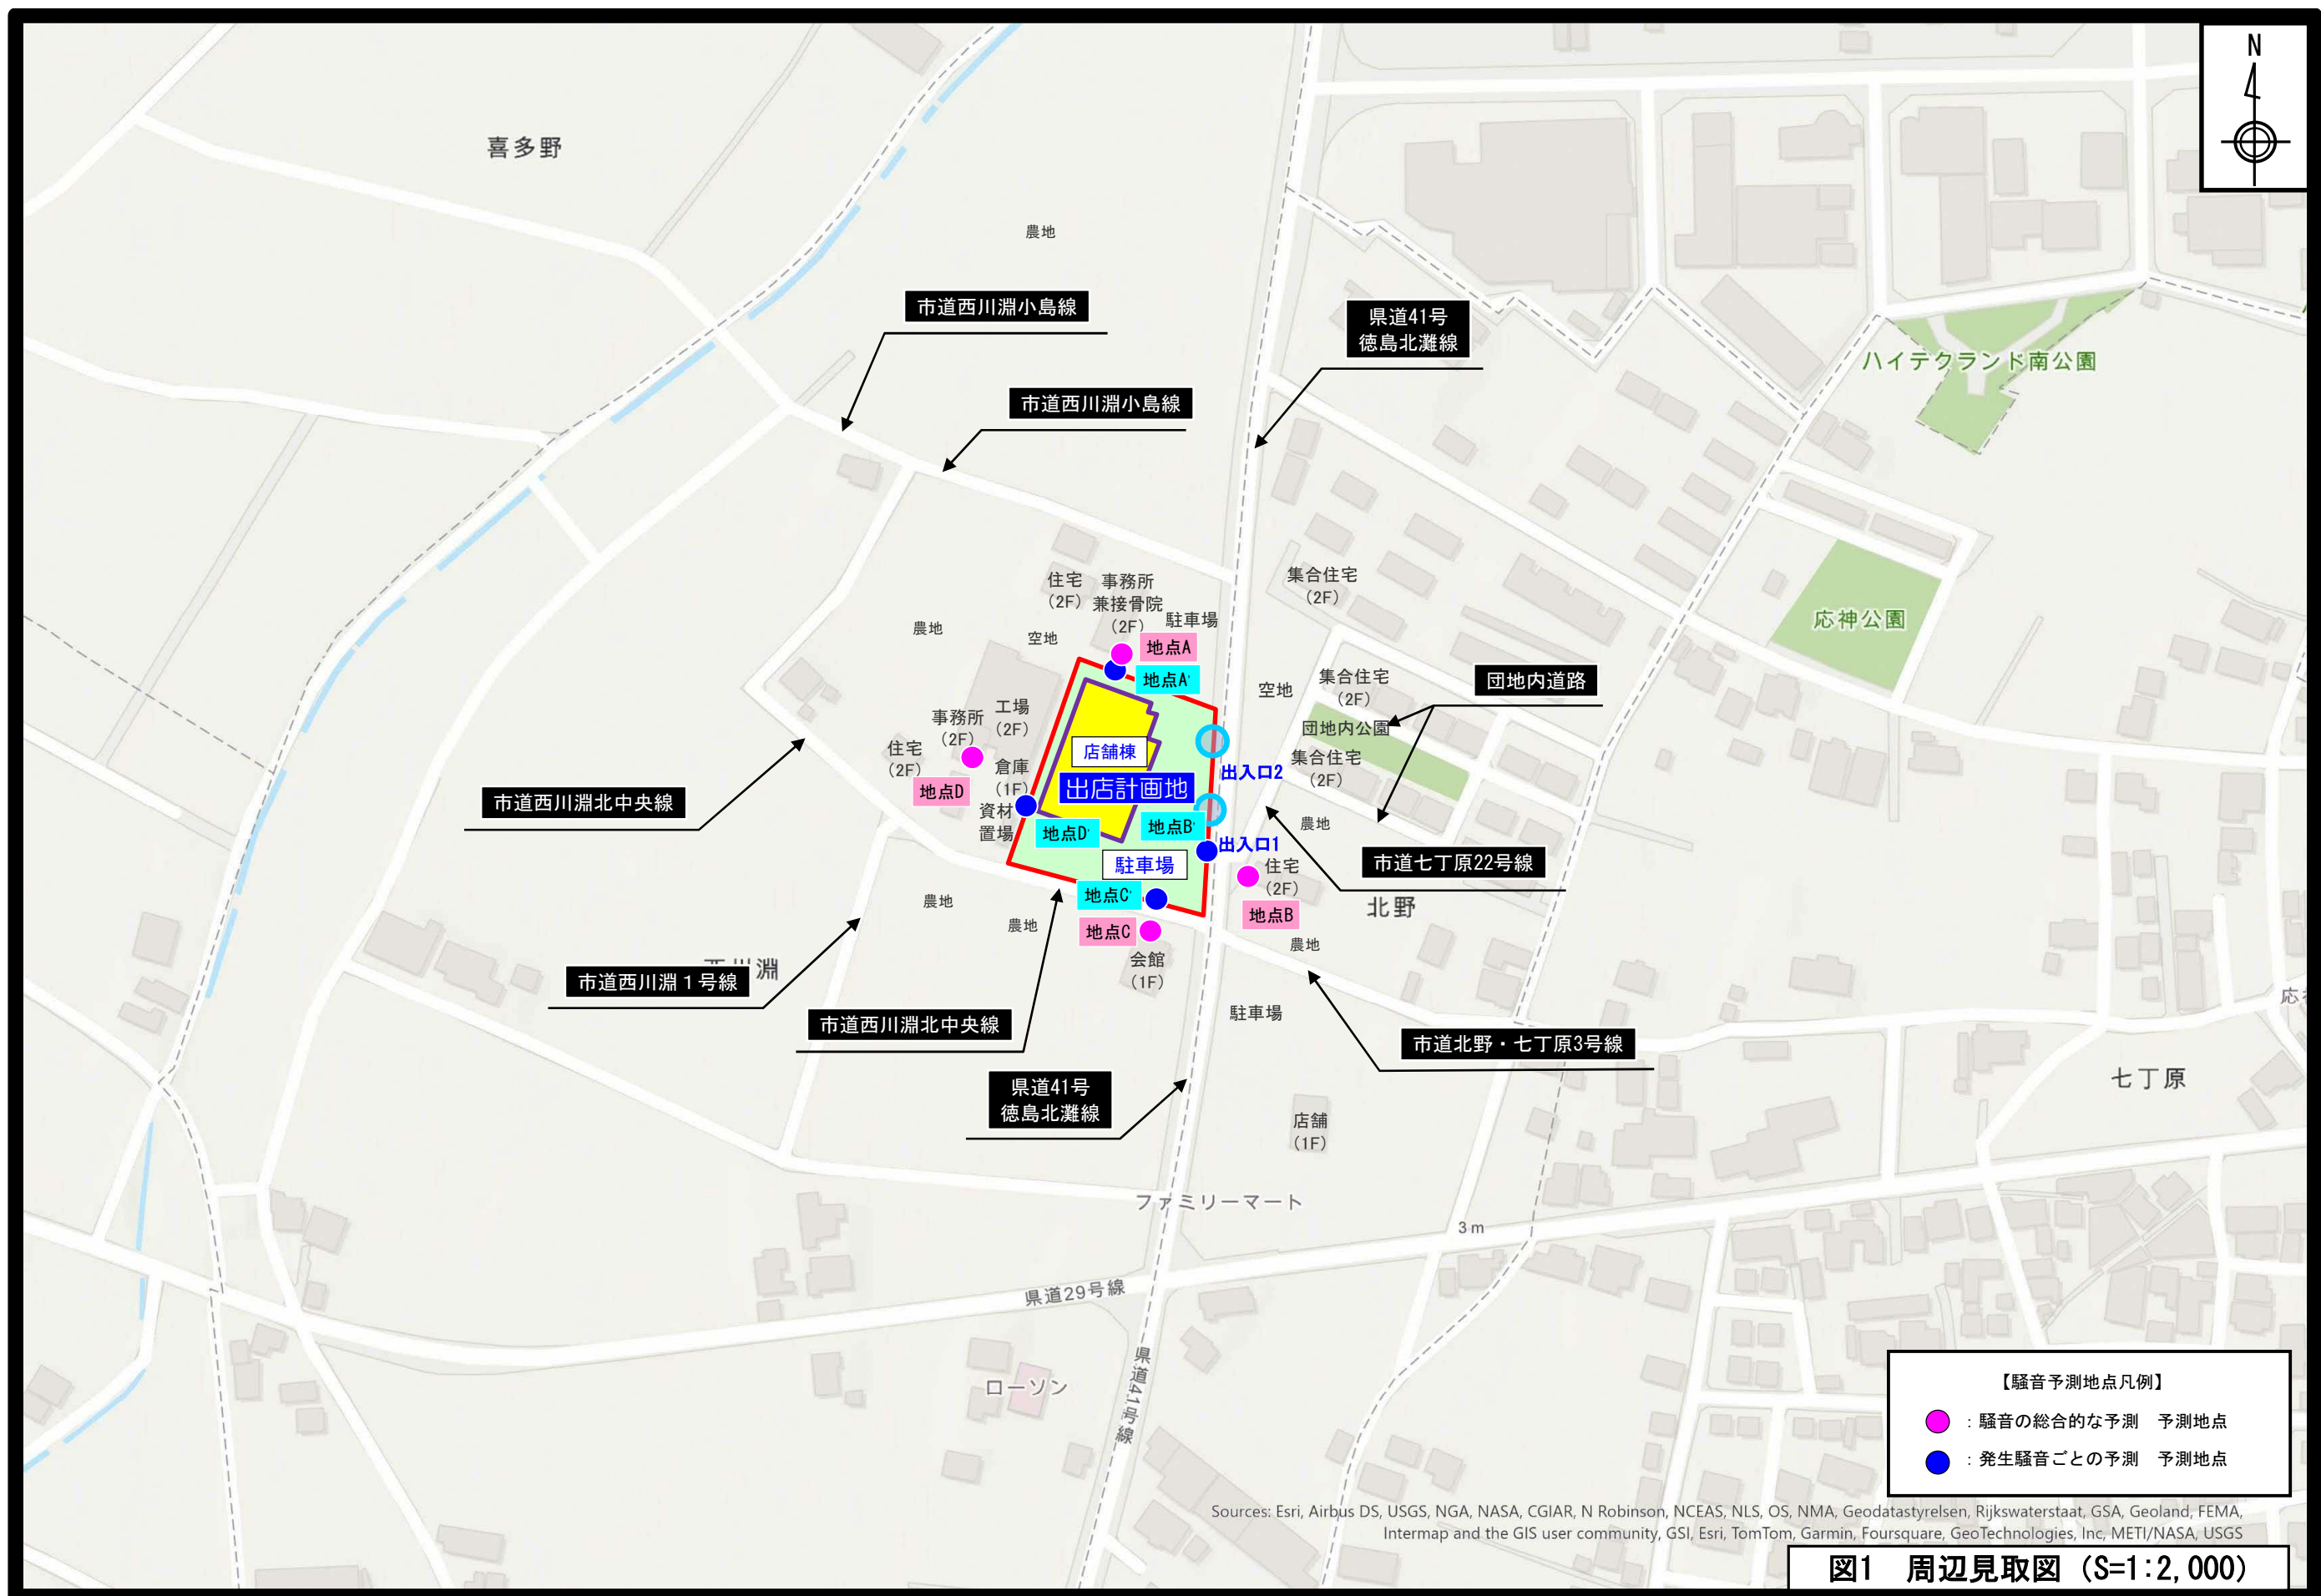 N
喜多野
農地
市道西川淵小島線
県道41号
徳島北灘線
ハイテクランド南公園
市道西川淵小島線
住宅
(2F)
事務所
兼接骨院
(2F)
駐車場
集合住宅
(2F)
応神公園
農地
空地
地点A
地点A'
空地
集合住宅
(2F)
団地内道路
事務所
(2F)
工場
(2F)
団地内公園
住宅
(2F)
店舗棟
集合住宅
(2F)
出入口2
倉庫
(1F)
出店計画地
地点D
市道西川淵北中央線
資材
置場
地点D'
地点B'
農地
出入口1
駐車場
住宅
(2F)
市道七丁原22号線
農地
地点C'
地点B
北野
農地
地点C
農地
会館
(1F)
淵
市道西川淵1号線
駐車場
市道西川淵北中央線
市道北野・七丁原3号線
七丁原
県道41号
徳島北灘線
店舗
(1F)
ファミリーマート
3 m
県道29号線
県道41号線
ローソン
【騒音予測地点凡例】
:騒音の総合的な予測 予測地点
:発生騒音ごとの予測 予測地点
Sources: Esri, Airbus DS, USGS, NGA, NASA, CGIAR, N Robinson, NCEAS, NLS, OS, NMA, Geodatastyrelsen, Rijkswaterstaat, GSA, Geoland, FEMA,
Intermap and the GIS user community, GSI, Esri, TomTom, Garmin, Foursquare, GeoTechnologies, Inc, METI/NASA, USGS
図1 周辺見取図 (S=1:2,000)